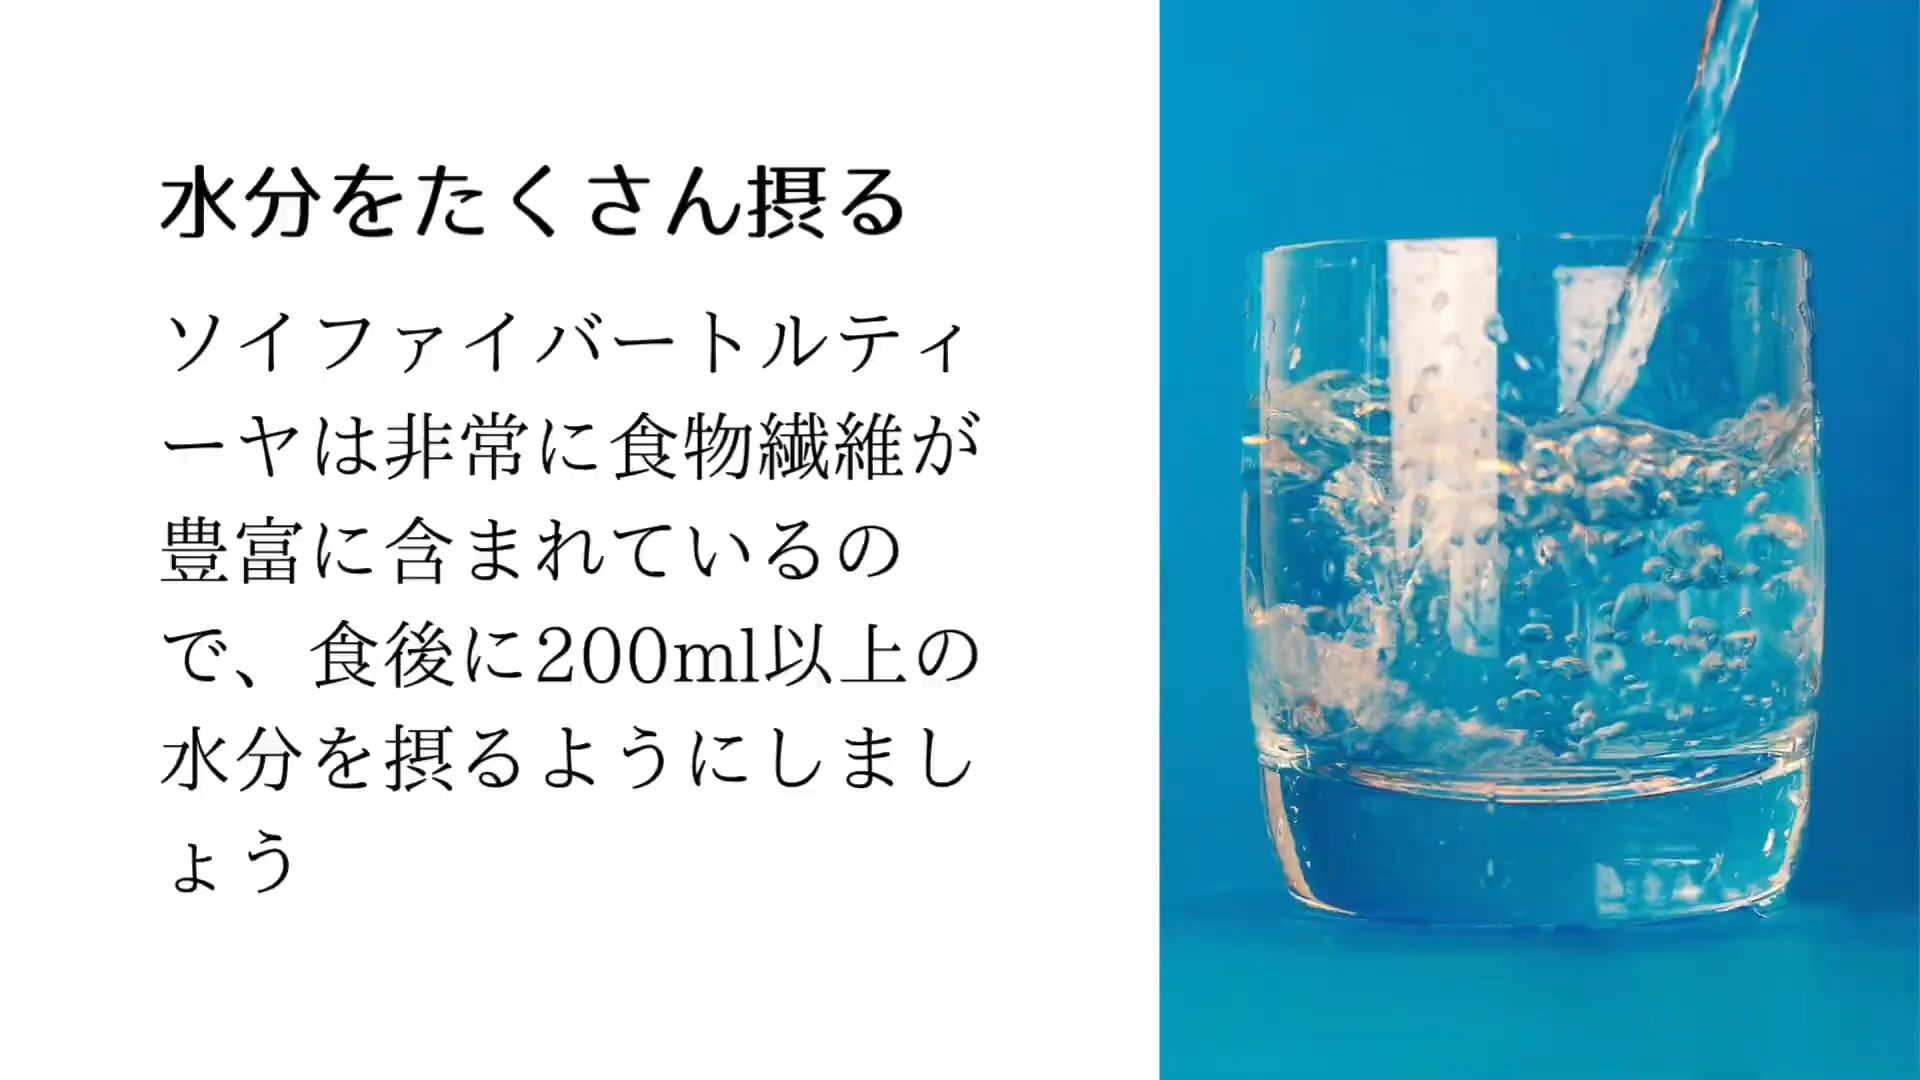 水分をたくさん摂る
ソイファイバートルティ
ーヤは非常に食物繊維が
豊富に含まれているの
で、食後に200ml以上の
水分を摂るようにしまし
ょう